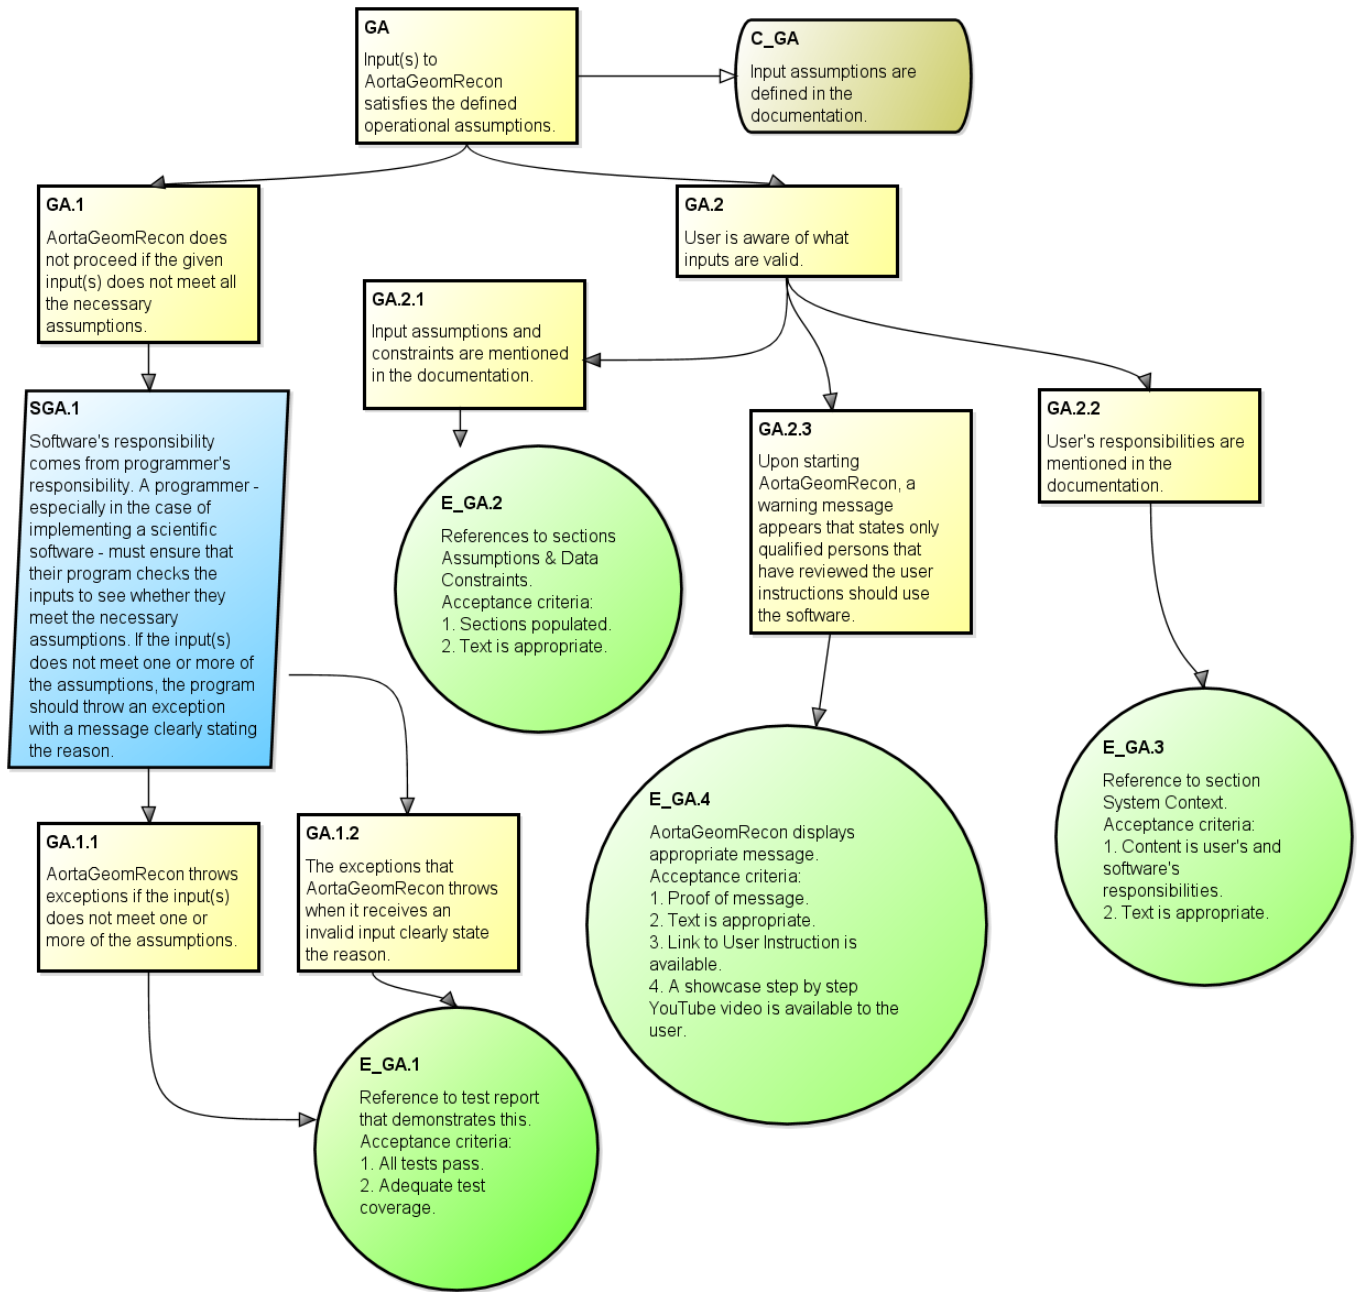 GA
Input(s) to
AortaGeomRecon
satisfies the defined
operational assumptions.
C_GA
Input assumptions are
defined in the
documentation.
GA.1
AortaGeomRecon does
not proceed if the given
input(s) does not meet all
the necessary
assumptions.
GA.2
User is aware of what
inputs are valid.
GA.2.1
Input assumptions and
constraints are mentioned
in the documentation.
SGA.1
Software's responsibility
comes from programmer's
responsibility. A programmer -
especially in the case of
implementing a scientific
software - must ensure that
their program checks the
inputs to see whether they
meet the necessary
assumptions. If the input(s)
does not meet one or more of
the assumptions, the program
should throw an exception
with a message clearly stating
the reason.
GA.2.3
Upon starting
AortaGeomRecon, a
warning message
appears that states only
qualified persons that
have reviewed the user
instructions should use
the software.
GA.2.2
User's responsibilities are
mentioned in the
documentation.
E_GA.2
References to sections
Assumptions & Data
Constraints.
Acceptance criteria:
1. Sections populated.
2. Text is appropriate.
E_GA.3
Reference to section
System Context.
Acceptance criteria:
1. Content is user's and
software's
responsibilities.
2. Text is appropriate.
E_GA.4
AortaGeomRecon displays
appropriate message.
Acceptance criteria:
1. Proof of message.
2. Text is appropriate.
3. Link to User Instruction is
available.
4. A showcase step by step
YouTube video is available to the
user.
GA.1.1
AortaGeomRecon throws
exceptions if the input(s)
does not meet one or
more of the assumptions.
GA.1.2
The exceptions that
AortaGeomRecon throws
when it receives an
invalid input clearly state
the reason.
E_GA.1
Reference to test report
that demonstrates this.
Acceptance criteria:
1. All tests pass.
2. Adequate test
coverage.